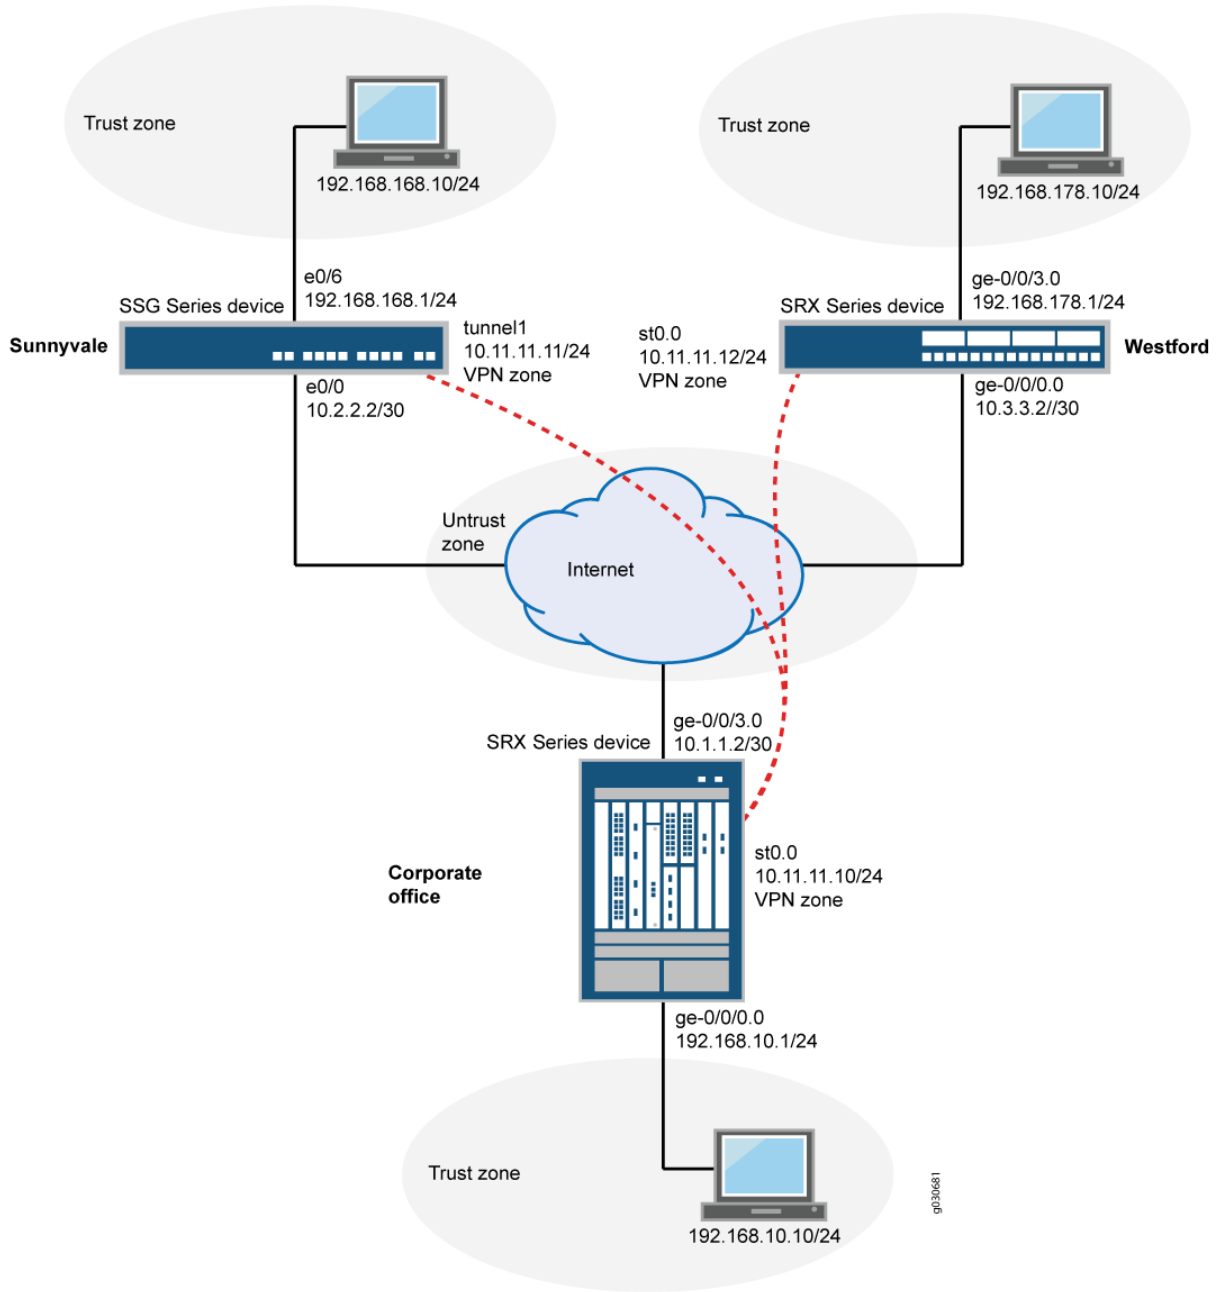 Trust zone
192.168.168.10/24
Trust zone
192.168.178.10/24
e0/6
192.168.168.1/24
SSG Series device
Sunnyvale
tunnel1
10.11.11.11/24
VPN zone
e0/0
10.2.2.2/30
ge-0/0/3.0
192.168.178.1/24
SRX Series device
st0.0
10.11.11.12/24
VPN zone
Westford
ge-0/0/0.0
10.3.3.2//30
Untrust
zone
Internet
ge-0/0/3.0
10.1.1.2/30
SRX Series device
Corporate
office
st0.0
10.11.11.10/24
VPN zone
ge-0/0/0.0
192.168.10.1/24
Trust zone
192.168.10.10/24
g030681